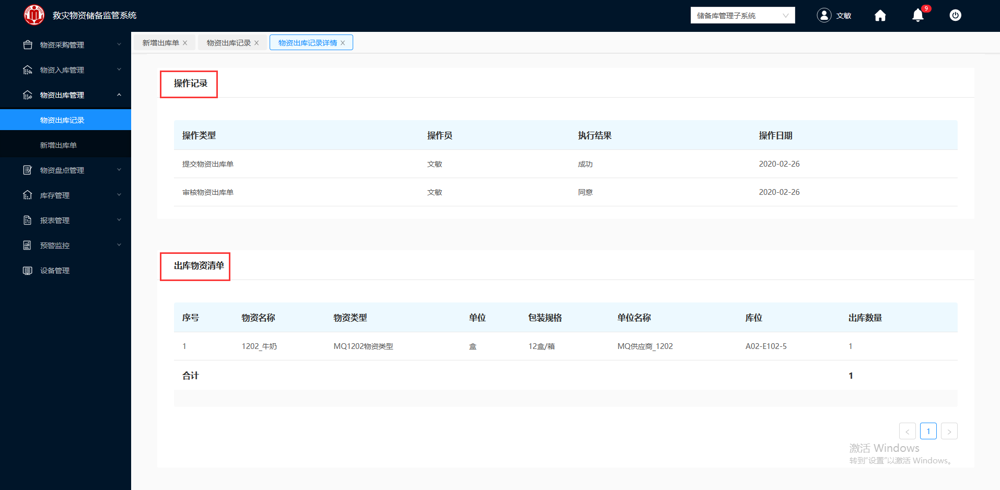 救灾物资储备监管系统
储备库管理子系统
文敏
9
物资采购管理
物资入库管理
物资出库管理
物资出库记录
新增出库单
物资盘点管理
库存管理
报表管理
预警监控
设备管理
新增出库单 物资出库记录 物资出库记录详情
操作记录
操作类型 操作员 执行结果 操作日期
提交物资出库单 文敏 成功 2020-02-26
审核物资出库单 文敏 同意 2020-02-26
出库物资清单
序号 物资名称 物资类型 单位 包装规格 单位名称 库位 出库数量
1 1202_牛奶 MQ1202物资类型 盒 12盒/箱 MQ供应商_1202 A02-E102-5 1
合计 1
< 1 >
激活 Windows
转到“设置”以激活 Windows。